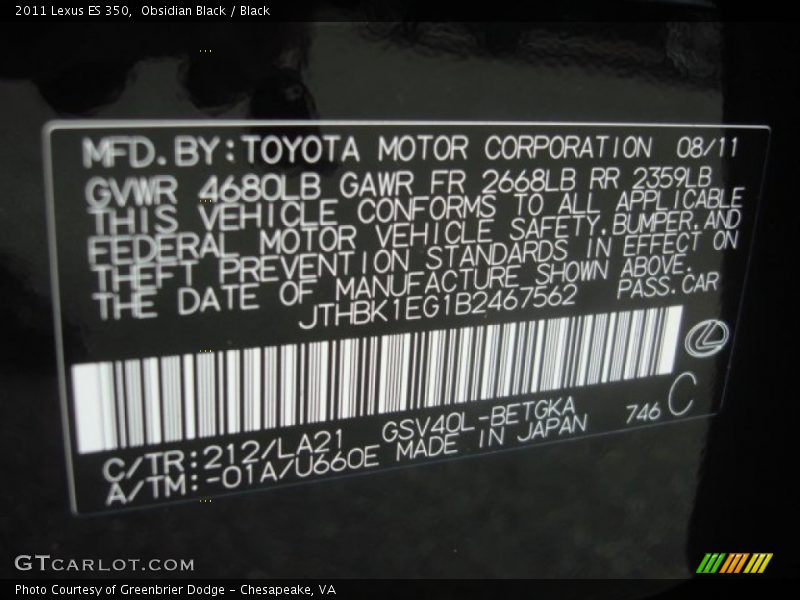 2011 Lexus ES 350,  Obsidian Black / Black
MFD. BY: TOYOTA MOTOR CORPORATION 08/11
GVWR 4680LB GAWR FR 2668LB RR 2359LB
THIS VEHICLE CONFORMS TO ALL APPLICABLE
FEDERAL MOTOR VEHICLE SAFETY, BUMPER, AND
THEFT PREVENTION STANDARDS IN EFFECT ON
THE DATE OF MANUFACTURE SHOWN ABOVE.
JTHBK1EG1B2467562 PASS. CAR
C/TR: 212/LA21 GSV40L-BETGKA 746 C
A/TM: -01A/U660E MADE IN JAPAN
GTCARLOT.COM
Photo Courtesy of Greenbrier Dodge - Chesapeake, VA